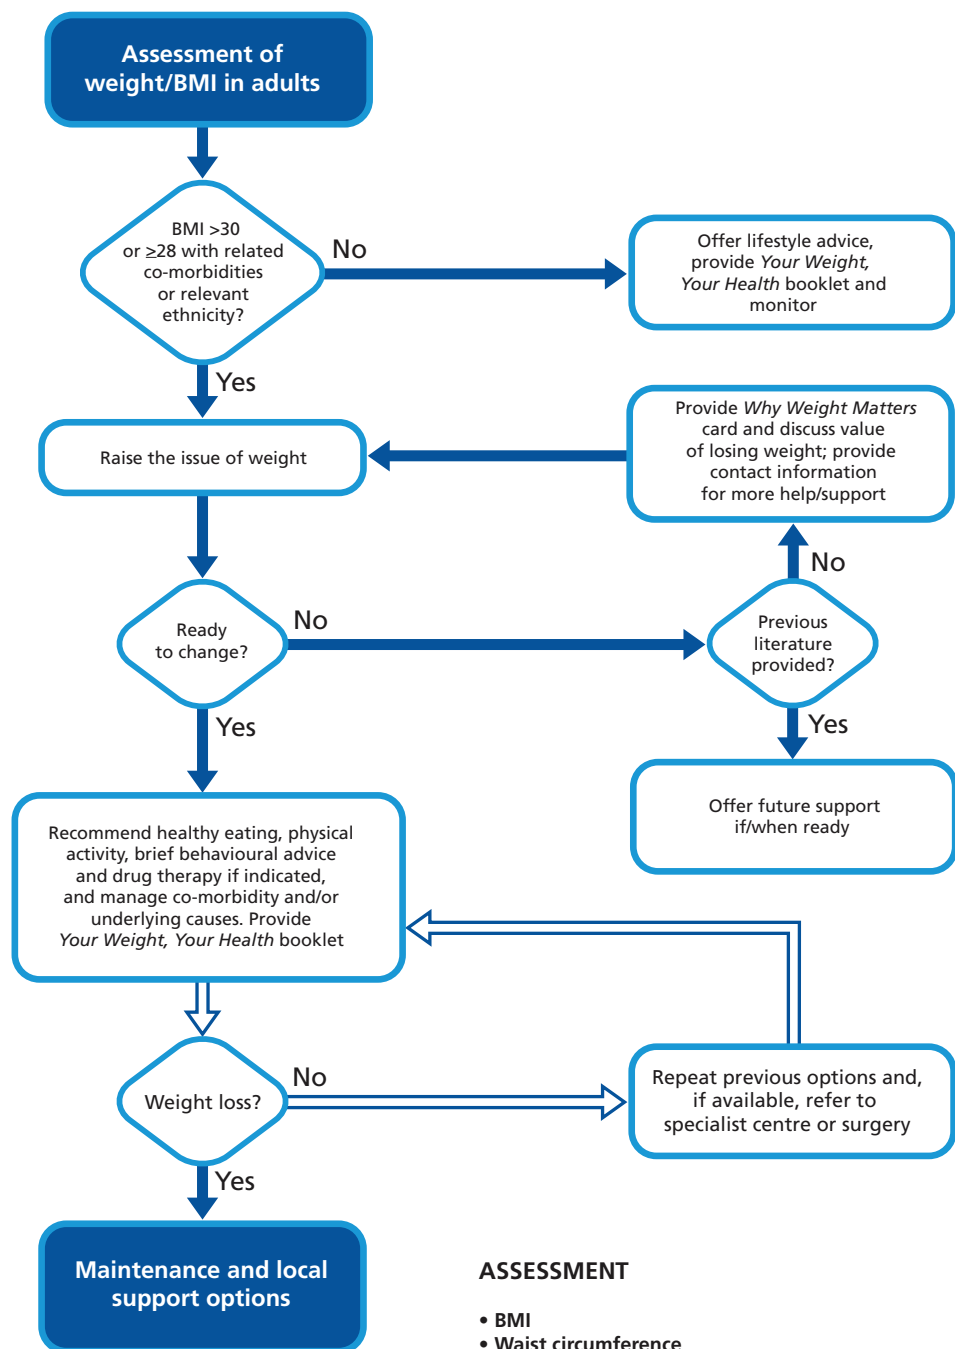 Assessment of
weight/BMI in adults
BMI >30
or ≥28 with related
co-morbidities
or relevant
ethnicity?
No
Offer lifestyle advice,
provide Your Weight,
Your Health booklet and
monitor
Yes
Raise the issue of weight
Provide Why Weight Matters
card and discuss value
of losing weight; provide
contact information
for more help/support
No
Ready
to change?
No
Previous
literature
provided?
Yes
Yes
Offer future support
if/when ready
Recommend healthy eating, physical
activity, brief behavioural advice
and drug therapy if indicated,
and manage co-morbidity and/or
underlying causes. Provide
Your Weight, Your Health booklet
Weight loss?
No
Repeat previous options and,
if available, refer to
specialist centre or surgery
Yes
Maintenance and local
support options
ASSESSMENT
• BMI
• Waist circumference